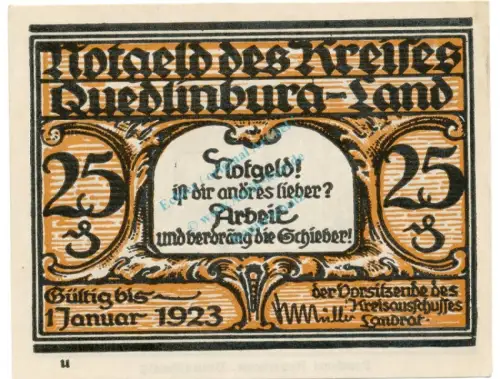 Notgeld des Kreises
Quedlinburg-Land
25 ₰
Notgeld!
ist dir andres lieber?
Arbeit
und verdräng die Schieber!
25 ₰
Gültig bis
1 Januar 1923
der Vorsitzende des
Kreisausschusses
Müller
Landrat
u